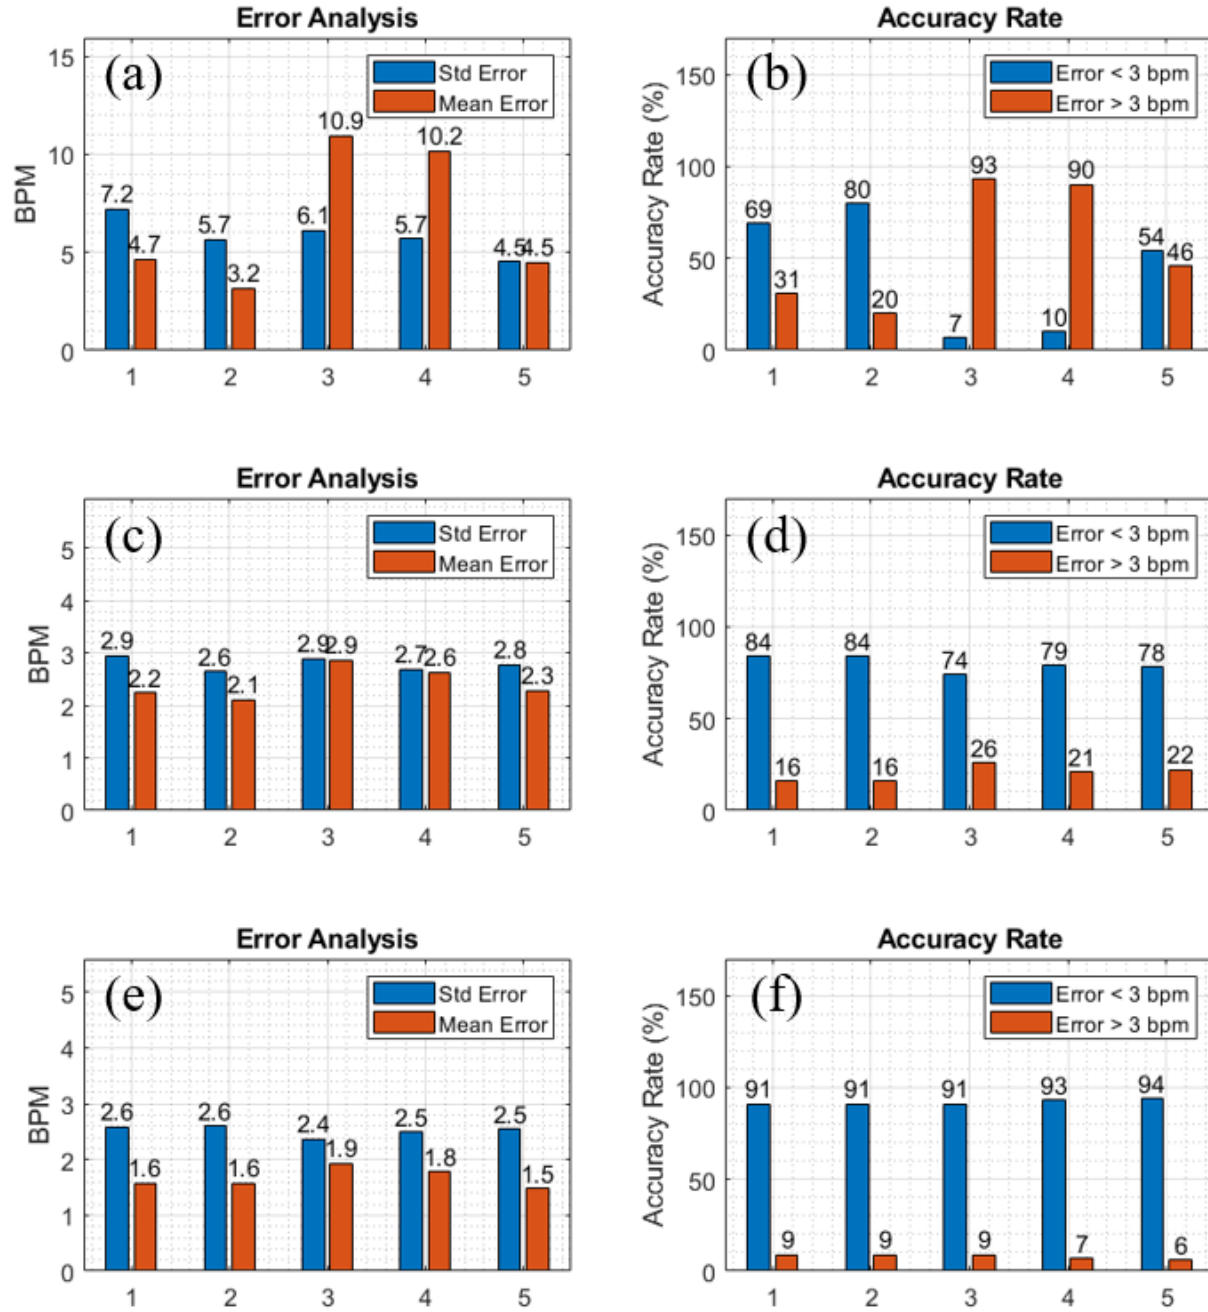 Error Analysis
(a)
Std Error
Mean Error
BPM
15
10
5
0
7.2
4.7
5.7
3.2
6.1
10.9
5.7
10.2
4.5
4.5
1 2 3 4 5
Accuracy Rate
(b)
Error < 3 bpm
Error > 3 bpm
Accuracy Rate (%)
150
100
50
0
69
31
80
20
7
93
10
90
54
46
1 2 3 4 5
Error Analysis
(c)
Std Error
Mean Error
BPM
5
4
3
2
1
0
2.9
2.2
2.6
2.1
2.9
2.9
2.7
2.6
2.8
2.3
1 2 3 4 5
Accuracy Rate
(d)
Error < 3 bpm
Error > 3 bpm
Accuracy Rate (%)
150
100
50
0
84
16
84
16
74
26
79
21
78
22
1 2 3 4 5
Error Analysis
(e)
Std Error
Mean Error
BPM
5
4
3
2
1
0
2.6
1.6
2.6
1.6
2.4
1.9
2.5
1.8
2.5
1.5
1 2 3 4 5
Accuracy Rate
(f)
Error < 3 bpm
Error > 3 bpm
Accuracy Rate (%)
150
100
50
0
91
9
91
9
91
9
93
7
94
6
1 2 3 4 5